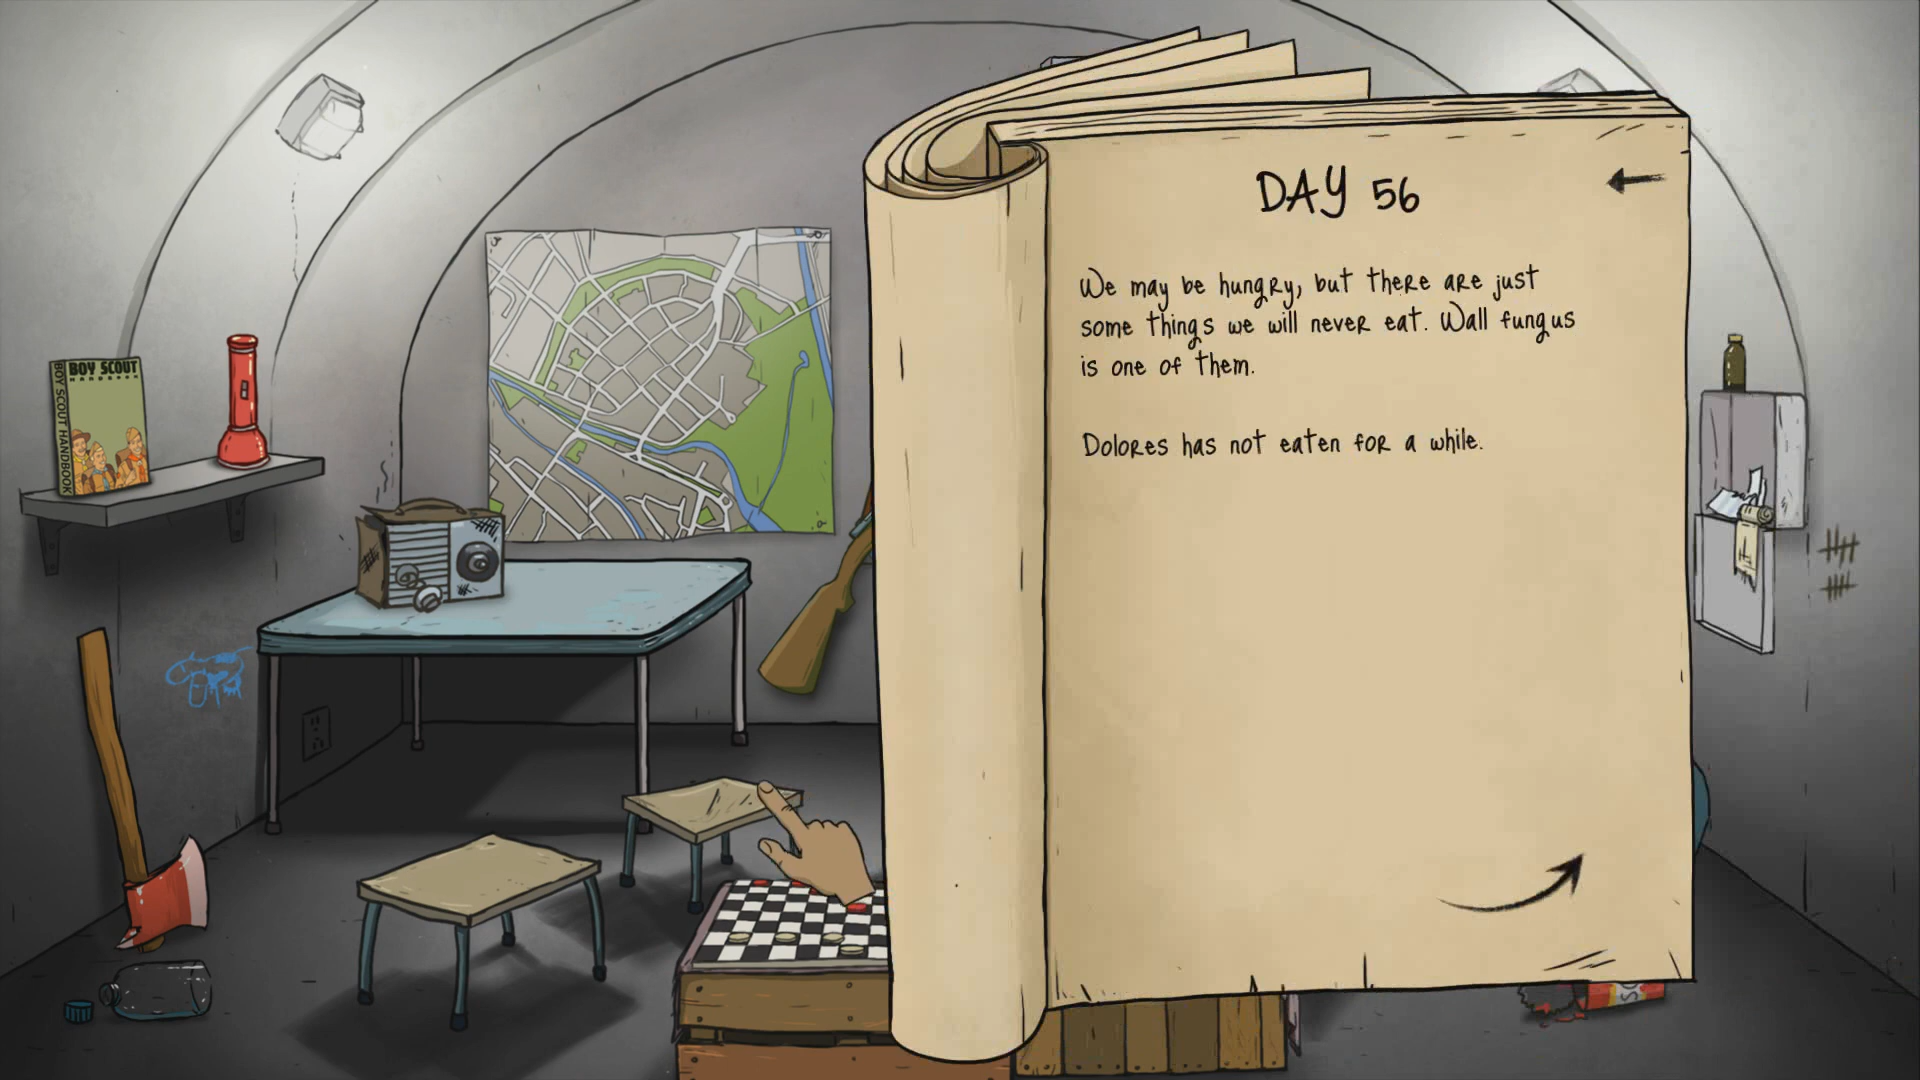 DAY 56
We may be hungry, but there are just
some things we will never eat. Wall fungus
is one of them.
Dolores has not eaten for a while.
BOY SCOUT
HANDBOOK
BOY SCOUT HANDBOOK